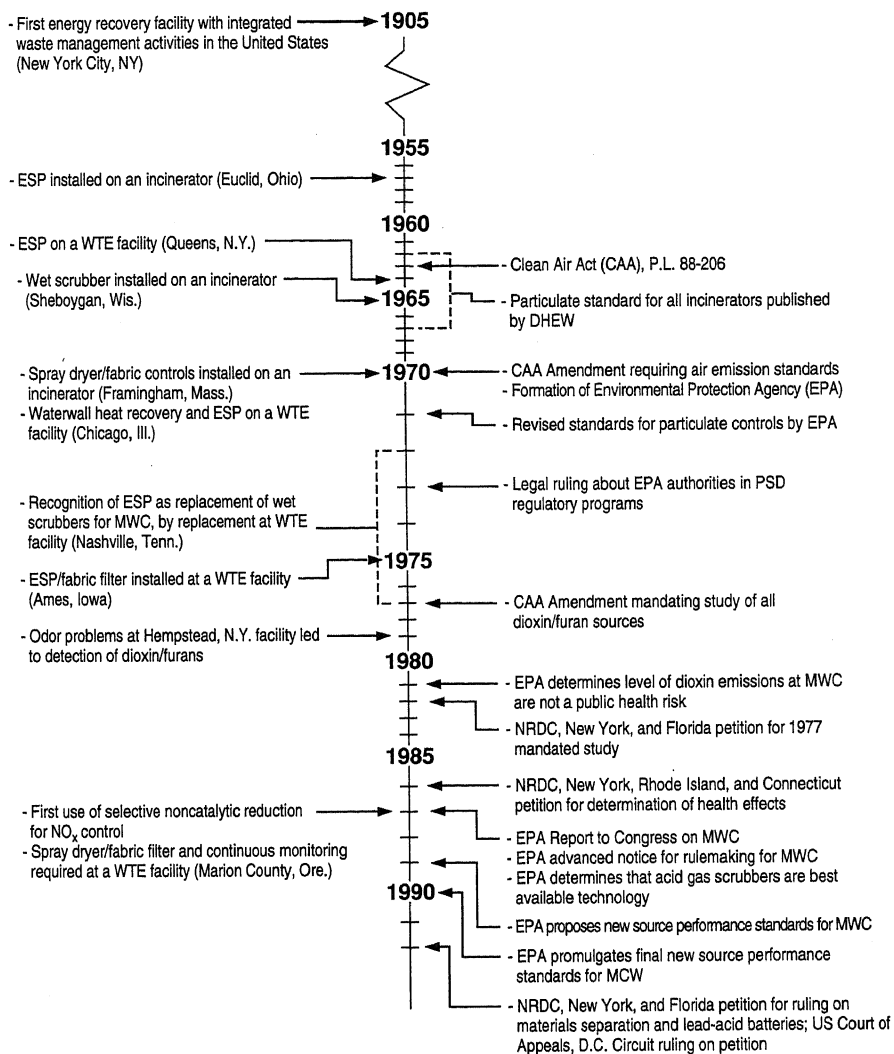 1905
- First energy recovery facility with integrated
waste management activities in the United States
(New York City, NY)
1955
- ESP installed on an incinerator (Euclid, Ohio)
1960
- ESP on a WTE facility (Queens, N.Y.)
- Clean Air Act (CAA), P.L. 88-206
- Wet scrubber installed on an incinerator
(Sheboygan, Wis.)
1965
- Particulate standard for all incinerators published
by DHEW
1970
- Spray dryer/fabric controls installed on an
incinerator (Framingham, Mass.)
- Waterwall heat recovery and ESP on a WTE
facility (Chicago, Ill.)
- CAA Amendment requiring air emission standards
- Formation of Environmental Protection Agency (EPA)
- Revised standards for particulate controls by EPA
- Legal ruling about EPA authorities in PSD
regulatory programs
- Recognition of ESP as replacement of wet
scrubbers for MWC, by replacement at WTE
facility (Nashville, Tenn.)
1975
- ESP/fabric filter installed at a WTE facility
(Ames, Iowa)
- CAA Amendment mandating study of all
dioxin/furan sources
- Odor problems at Hempstead, N.Y. facility led
to detection of dioxin/furans
1980
- EPA determines level of dioxin emissions at MWC
are not a public health risk
- NRDC, New York, and Florida petition for 1977
mandated study
1985
- NRDC, New York, Rhode Island, and Connecticut
petition for determination of health effects
- First use of selective noncatalytic reduction
for NOx control
- Spray dryer/fabric filter and continuous monitoring
required at a WTE facility (Marion County, Ore.)
- EPA Report to Congress on MWC
- EPA advanced notice for rulemaking for MWC
- EPA determines that acid gas scrubbers are best
available technology
1990
- EPA proposes new source performance standards for MWC
- EPA promulgates final new source performance
standards for MCW
- NRDC, New York, and Florida petition for ruling on
materials separation and lead-acid batteries; US Court of
Appeals, D.C. Circuit ruling on petition